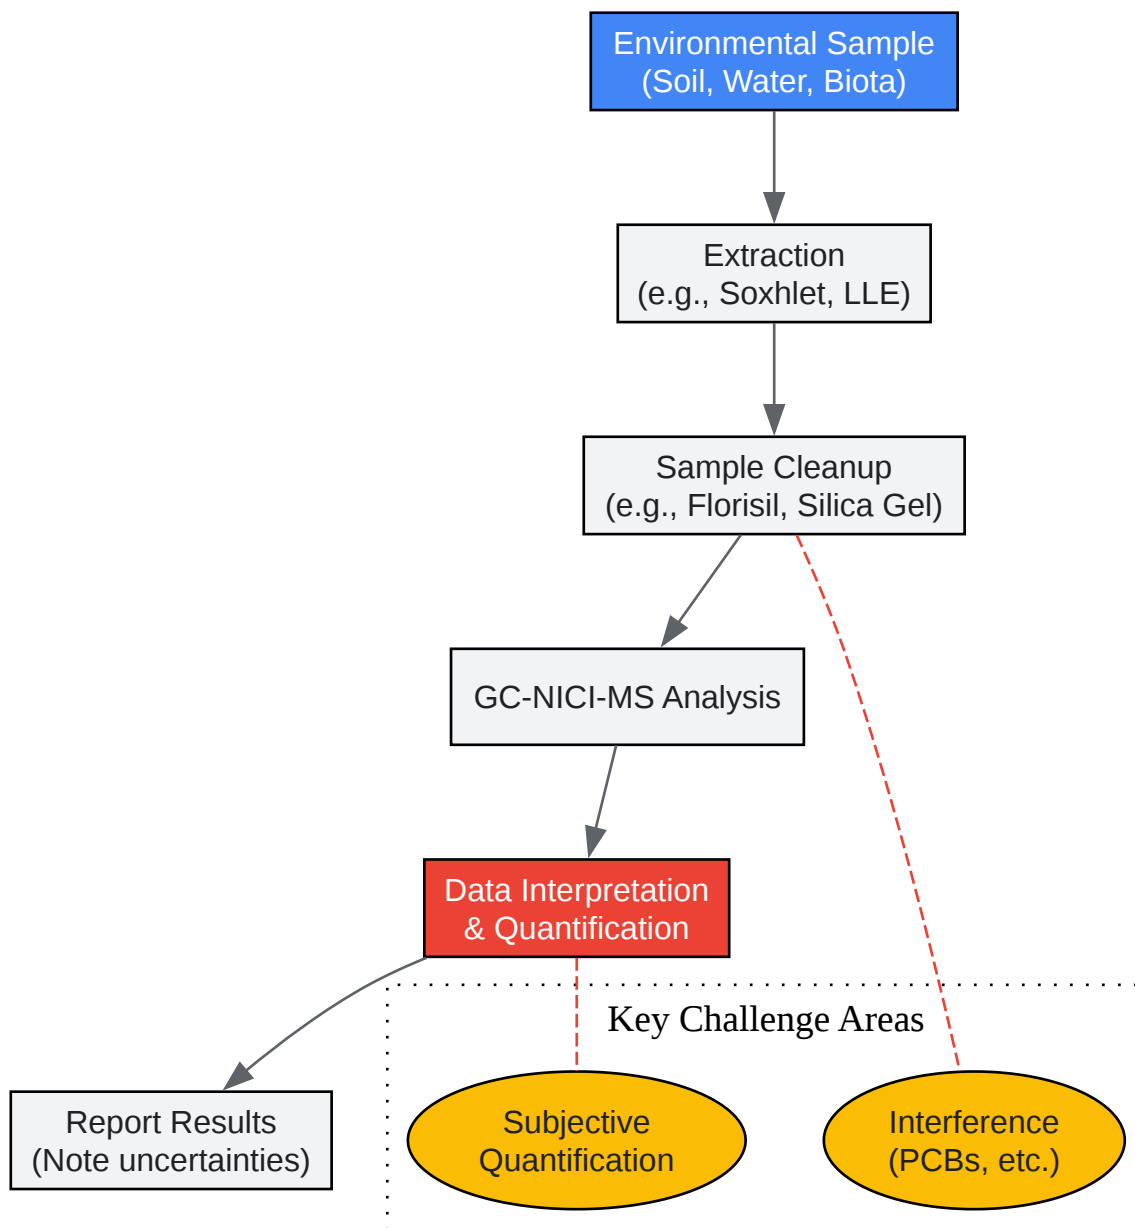 Environmental Sample
(Soil, Water, Biota)
Extraction
(e.g., Soxhlet, LLE)
Sample Cleanup
(e.g., Florisil, Silica Gel)
GC-NICI-MS Analysis
Data Interpretation
& Quantification
Key Challenge Areas
Report Results
(Note uncertainties)
Subjective
Quantification
Interference
(PCBs, etc.)